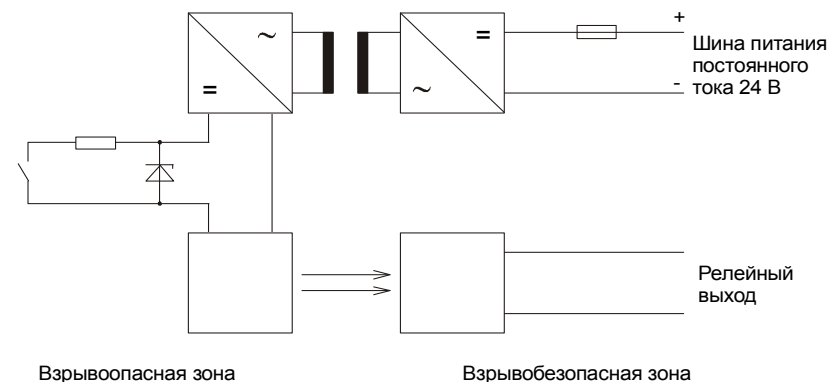 +
Шина питания
постоянного
- тока 24 В
Релейный
выход
Взрывоопасная зона
Взрывобезопасная зона